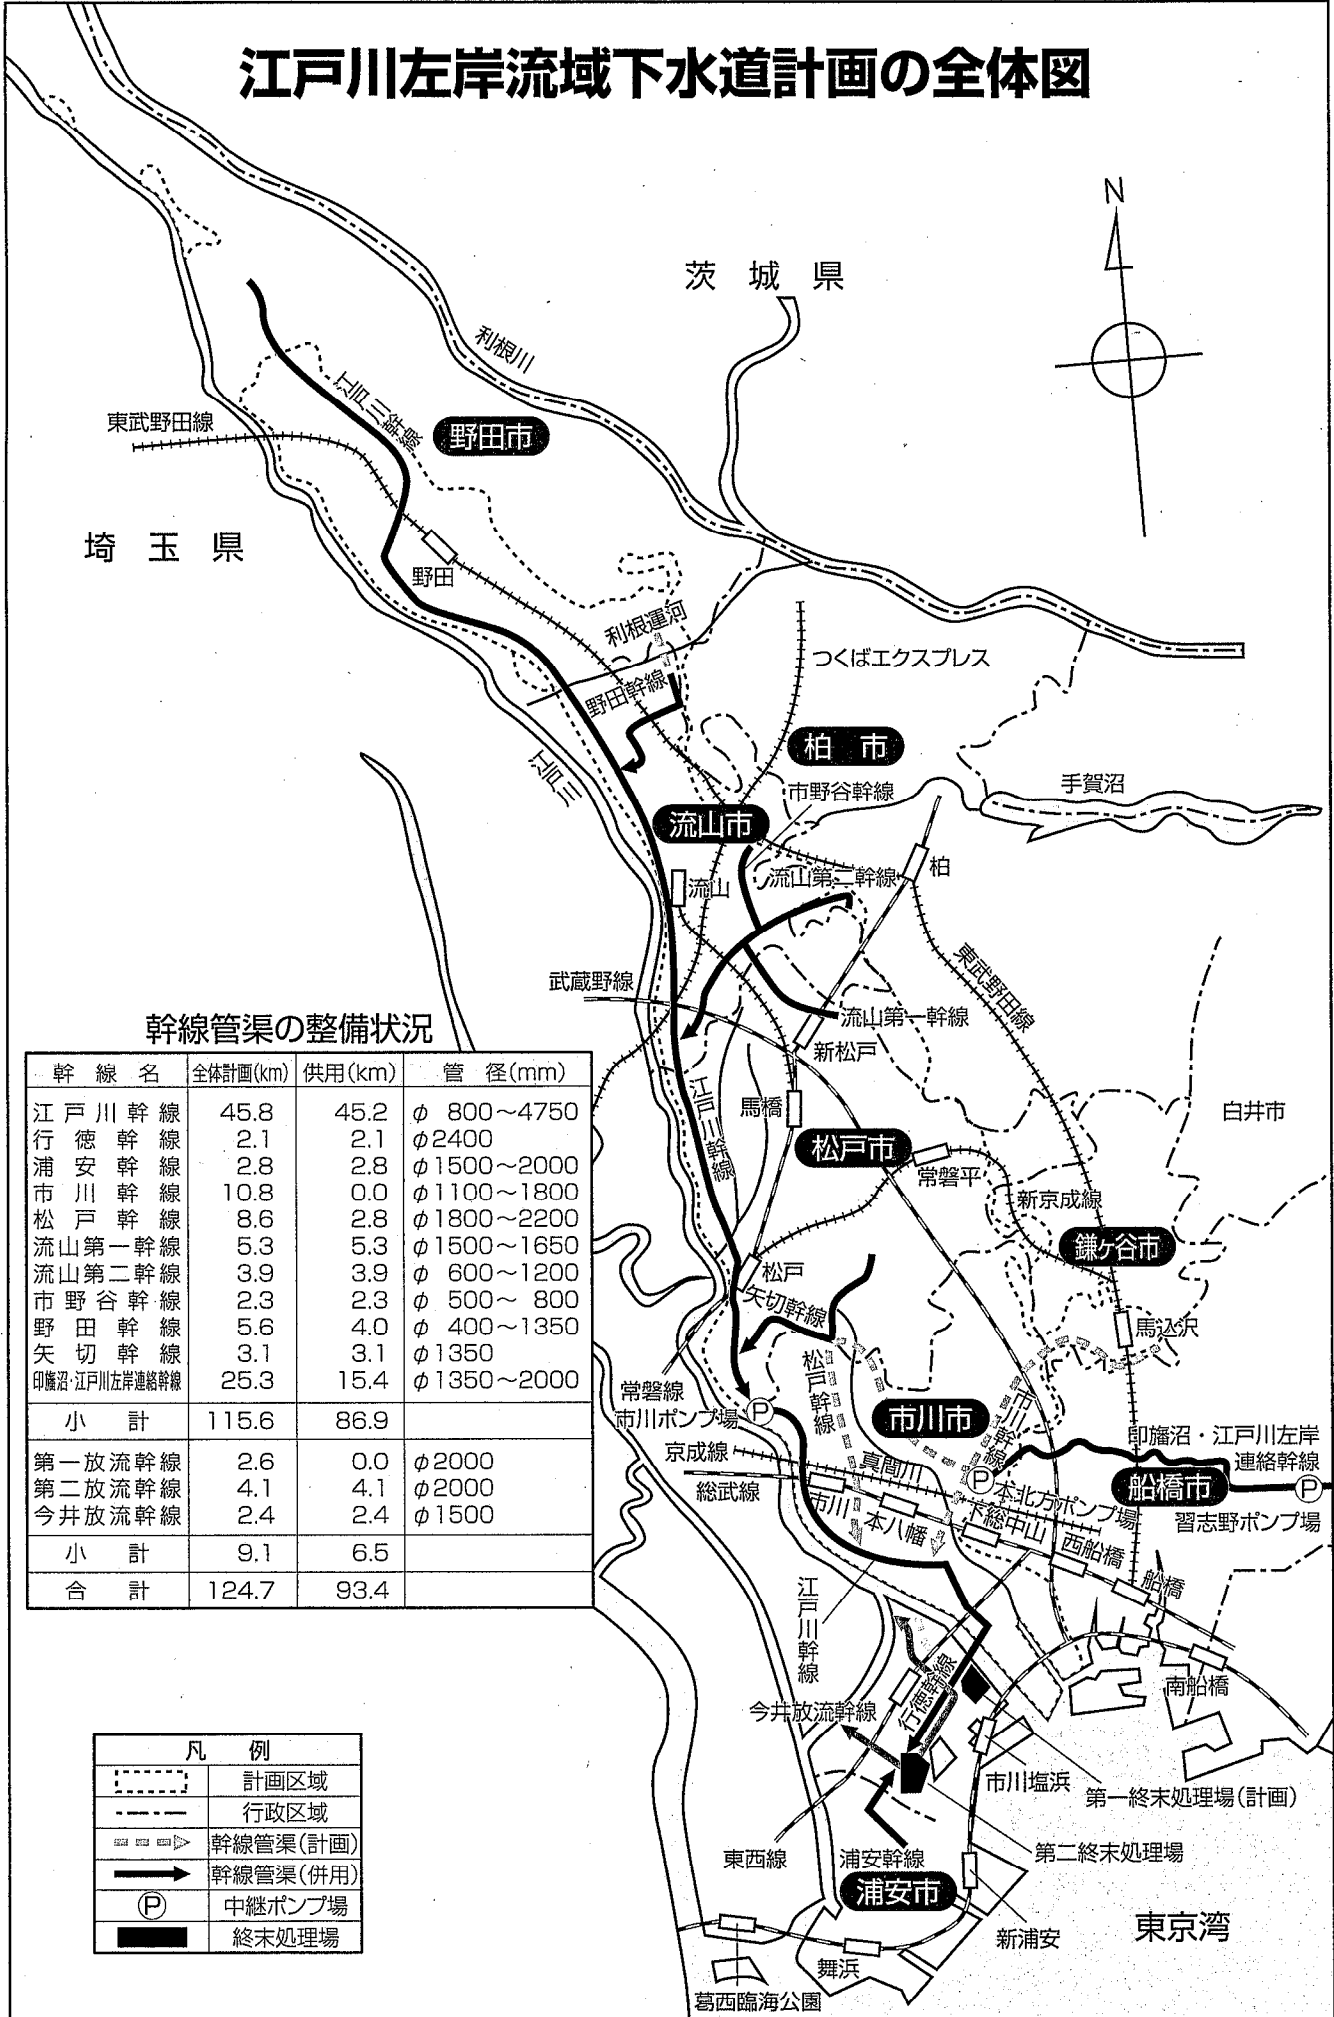 江戸川左岸流域下水道計画の全体図
N
茨城県
利根川
東武野田線
江戸川幹線
野田市
埼玉県
野田
利根運河
つくばエクスプレス
野田幹線
江戸川
柏市
手賀沼
市野谷幹線
流山市
柏
流山
流山第二幹線
東武野田線
武蔵野線
流山第一幹線
新松戸
江戸川幹線
馬橋
白井市
松戸市
常磐平
新京成線
鎌ヶ谷市
松戸
矢切幹線
馬込沢
松戸幹線
常磐線
市川幹線
市川ポンプ場
P
市川市
印旛沼・江戸川左岸
連絡幹線
京成線
真間川
P
船橋市
P
総武線
市川
本八幡
本北方ポンプ場
下総中山
習志野ポンプ場
西船橋
船橋
江戸川幹線
行徳幹線
南船橋
今井放流幹線
市川塩浜
第一終末処理場(計画)
東西線
浦安幹線
第二終末処理場
浦安市
新浦安
東京湾
舞浜
葛西臨海公園
幹線管渠の整備状況
幹線名 全体計画(km) 供用(km) 管径(mm)
江戸川幹線 45.8 45.2 φ 800～4750
行徳幹線 2.1 2.1 φ2400
浦安幹線 2.8 2.8 φ1500～2000
市川幹線 10.8 0.0 φ1100～1800
松戸幹線 8.6 2.8 φ1800～2200
流山第一幹線 5.3 5.3 φ1500～1650
流山第二幹線 3.9 3.9 φ 600～1200
市野谷幹線 2.3 2.3 φ 500～ 800
野田幹線 5.6 4.0 φ 400～1350
矢切幹線 3.1 3.1 φ1350
印旛沼・江戸川左岸連絡幹線 25.3 15.4 φ1350～2000
小計 115.6 86.9
第一放流幹線 2.6 0.0 φ2000
第二放流幹線 4.1 4.1 φ2000
今井放流幹線 2.4 2.4 φ1500
小計 9.1 6.5
合計 124.7 93.4
凡例
計画区域
行政区域
幹線管渠(計画)
幹線管渠(併用)
P 中継ポンプ場
終末処理場